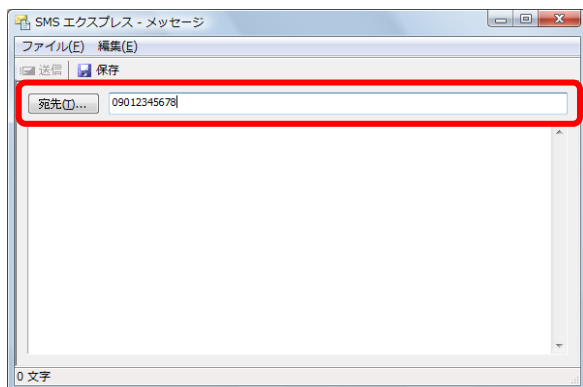 SMS エクスプレス - メッセージ
ファイル(F) 編集(E)
送信 保存
宛先(T)... 09012345678
0 文字